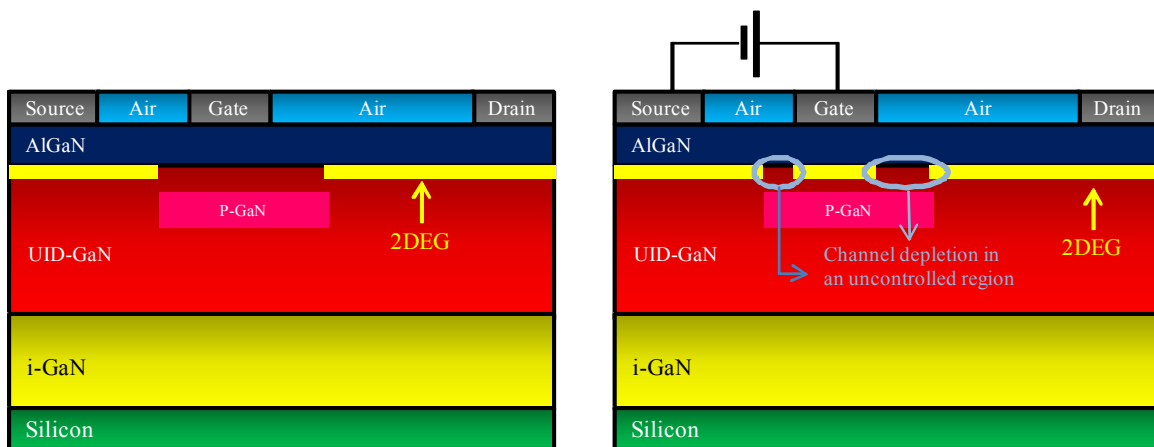 Source Air Gate Air Drain
AlGaN
P-GaN
2DEG
UID-GaN
i-GaN
Silicon
Source Air Gate Air Drain
AlGaN
P-GaN
2DEG
UID-GaN
Channel depletion in
an uncontrolled region
i-GaN
Silicon